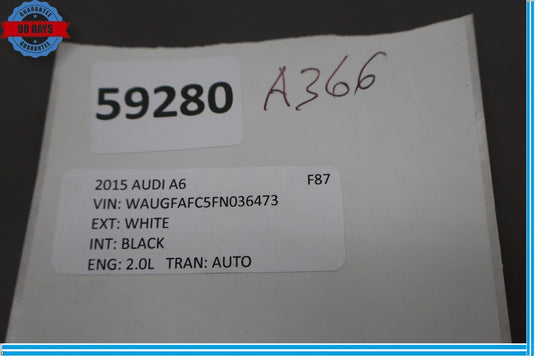 GUARANTEE
90 DAYS
GUARANTEE
59280
A366
2015 AUDI A6 F87
VIN: WAUGFAFC5FN036473
EXT: WHITE
INT: BLACK
ENG: 2.0L TRAN: AUTO